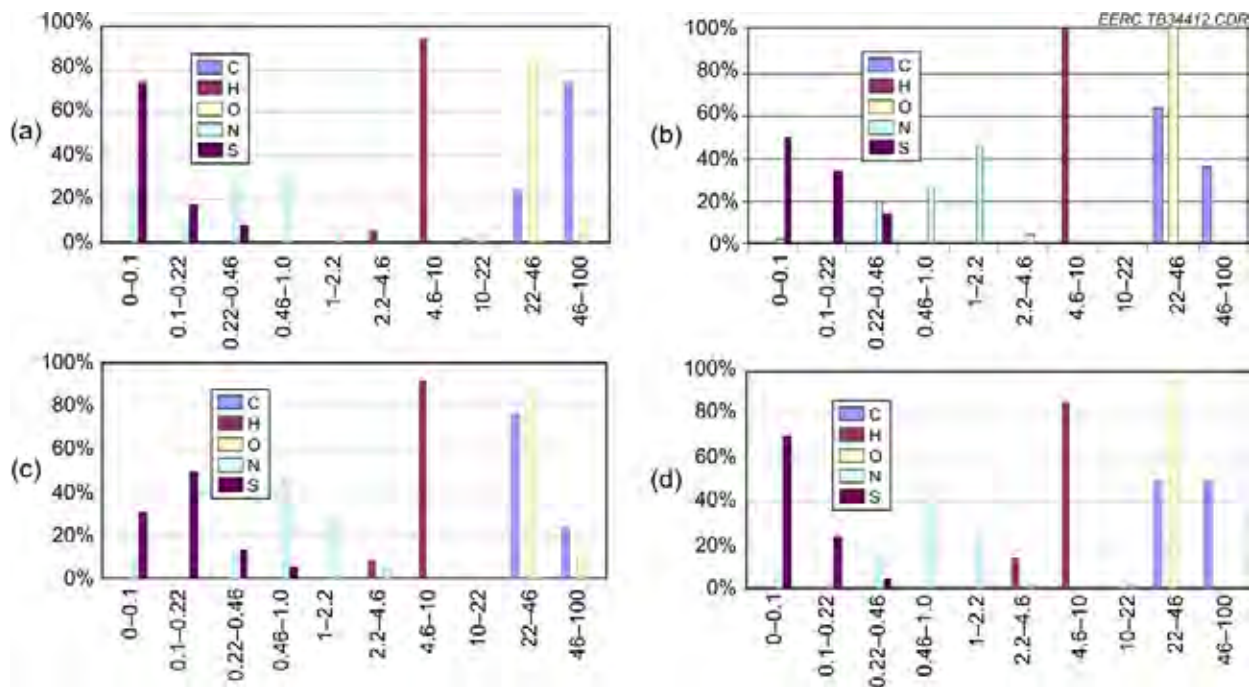 EERC TB34412.CDR
(a)
100%
80%
60%
40%
20%
0%
C
H
O
N
S
0–0.1
0.1–0.22
0.22–0.46
0.46–1.0
1–2.2
2.2–4.6
4.6–10
10–22
22–46
46–100
(b)
100%
80%
60%
40%
20%
0%
C
H
O
N
S
0–0.1
0.1–0.22
0.22–0.46
0.46–1.0
1–2.2
2.2–4.6
4.6–10
10–22
22–46
46–100
(c)
100%
80%
60%
40%
20%
0%
C
H
O
N
S
0–0.1
0.1–0.22
0.22–0.46
0.46–1.0
1–2.2
2.2–4.6
4.6–10
10–22
22–46
46–100
(d)
100%
80%
60%
40%
20%
0%
C
H
O
N
S
0–0.1
0.1–0.22
0.22–0.46
0.46–1.0
1–2.2
2.2–4.6
4.6–10
10–22
22–46
46–100